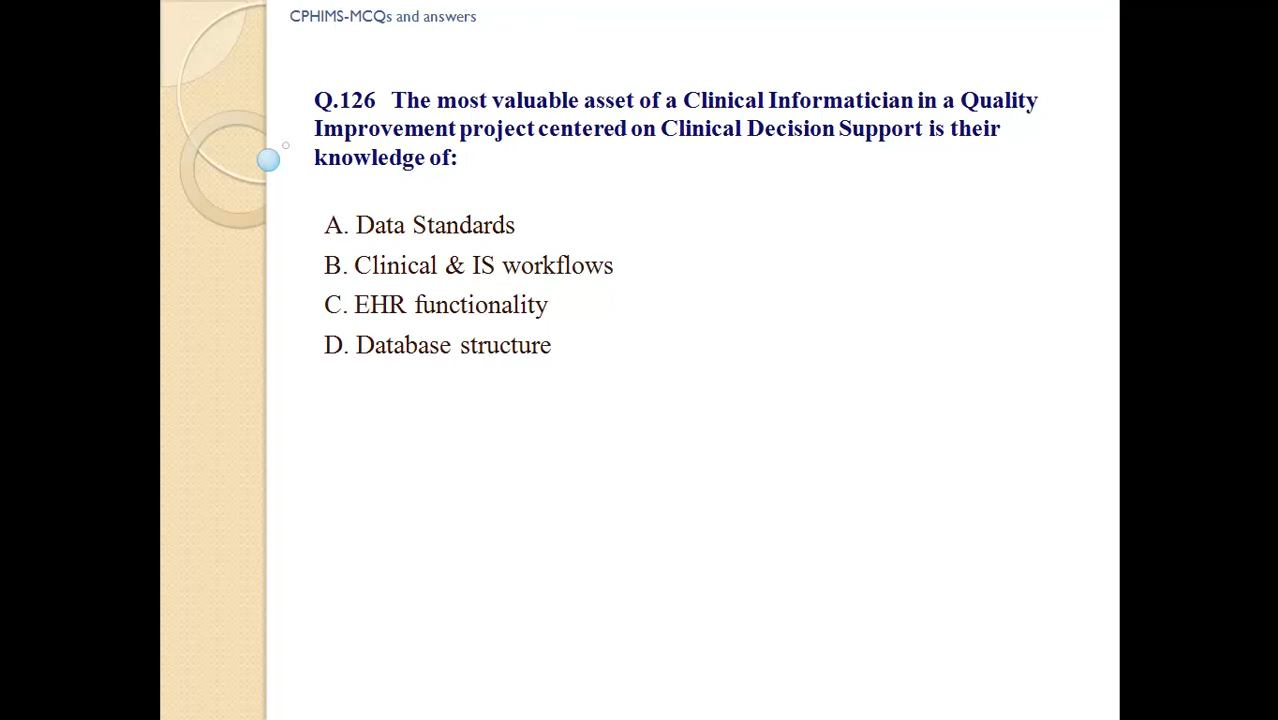 CPHIMS-MCQs and answers
Q.126 The most valuable asset of a Clinical Informatician in a Quality
Improvement project centered on Clinical Decision Support is their
knowledge of:
A. Data Standards
B. Clinical & IS workflows
C. EHR functionality
D. Database structure